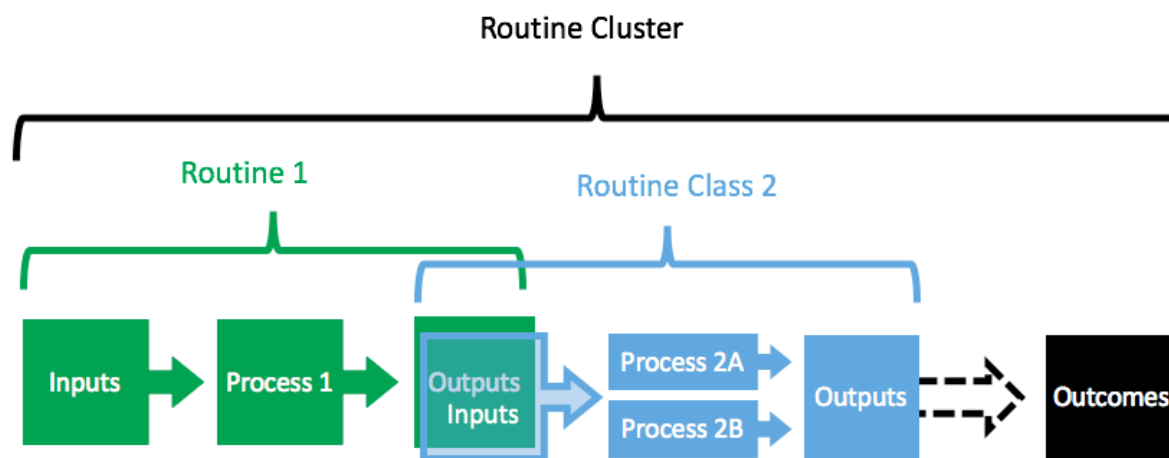 Routine Cluster
Routine 1
Routine Class 2
Inputs
Process 1
Outputs
Inputs
Process 2A
Process 2B
Outputs
Outcomes